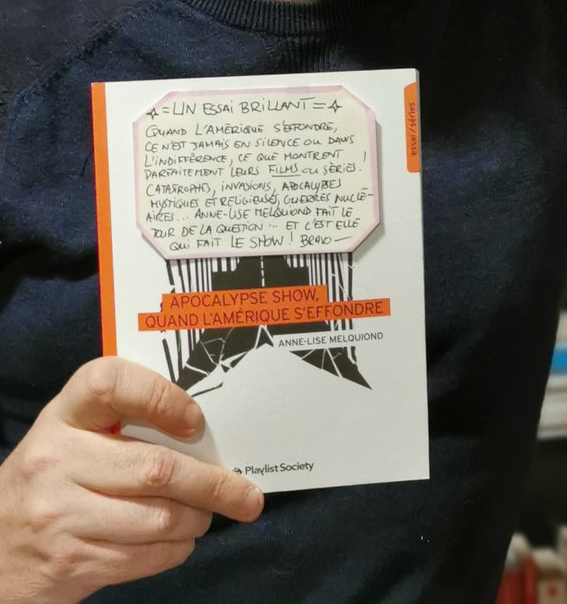 =UN ESSAI BRILLANT=
QUAND L'AMÉRIQUE S'EFFONDRE,
CE N'EST JAMAIS EN SILENCE OU DANS
L'INDIFFÉRENCE, CE QUE MONTRENT
PARFAITEMENT LEURS FILMS OU SÉRIES !
CATASTROPHES, INVASIONS, APOCALYPSES
MYSTIQUES ET RELIGIEUSES, GUERRES NUCLÉ-
AIRES... ANNE-LISE MELQUIOND FAIT LE
TOUR DE LA QUESTION ... ET C'EST ELLE
QUI FAIT LE SHOW ! BRAVO —
essai/séries
APOCALYPSE SHOW,
QUAND L'AMÉRIQUE S'EFFONDRE
ANNE-LISE MELQUIOND
Playlist Society